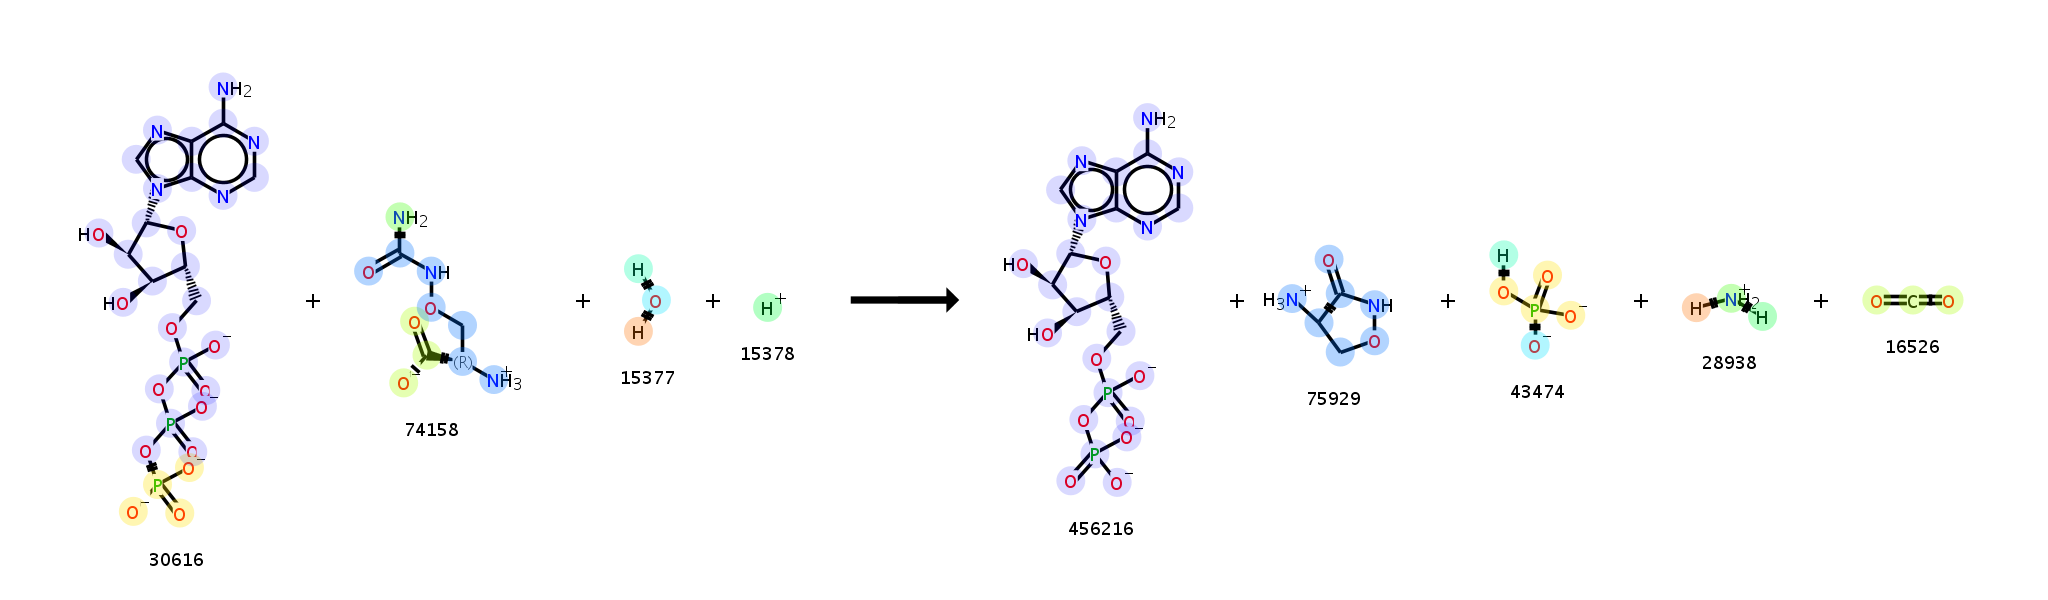 NH2
N
N
N
N
HO
O
HO
O
O−
P
O
O
O−
P
O
O
O−
P
O−
O
30616
+
NH2
O
NH
O
O
(R)
O−
NH3+
74158
+
H
O
H
15377
+
H+
15378
NH2
N
N
N
N
HO
O
HO
O
O−
P
O
O
O−
P
O
O−
456216
+
O
H3N+
NH
O
75929
+
H
O
O
P
O−
O−
43474
+
H
NH2+
H
28938
+
O
C
O
16526